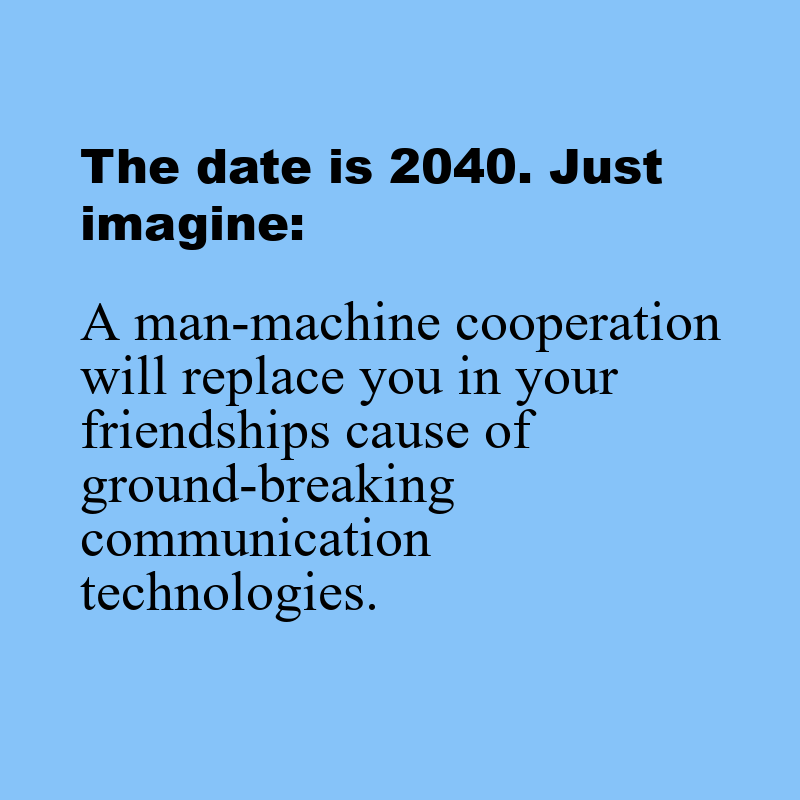 The date is 2040. Just
imagine:
A man-machine cooperation
will replace you in your
friendships cause of
ground-breaking
communication
technologies.